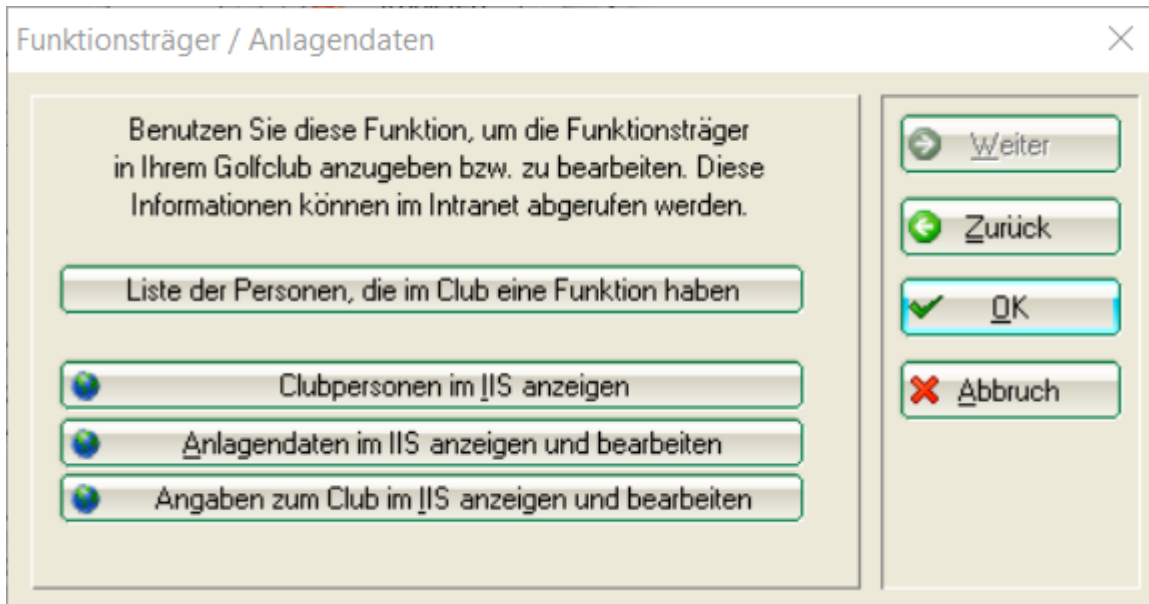 Funktionsträger / Anlagendaten
Benutzen Sie diese Funktion, um die Funktionsträger
in Ihrem Golfclub anzugeben bzw. zu bearbeiten. Diese
Informationen können im Intranet abgerufen werden.
Liste der Personen, die im Club eine Funktion haben
Clubpersonen im IIS anzeigen
Anlagendaten im IIS anzeigen und bearbeiten
Angaben zum Club im IIS anzeigen und bearbeiten
Weiter
Zurück
OK
Abbruch